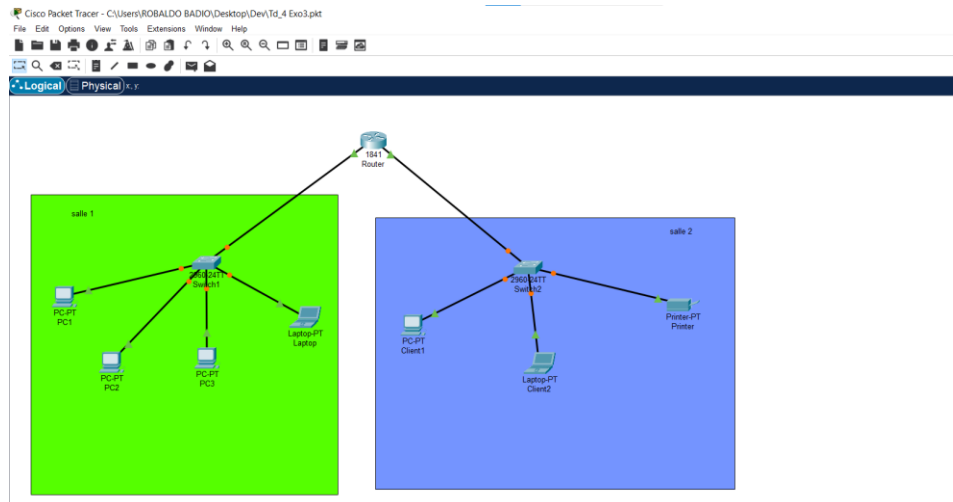 Cisco Packet Tracer - C:\Users\ROBALDO BADIO\Desktop\Dev\Td_4 Exo3.pkt
File Edit Options View Tools Extensions Window Help
Logical Physical x, y:
1841
Router
salle 1
salle 2
2960-24TT
Switch1
2960-24TT
Switch2
PC-PT
PC1
Laptop-PT
Laptop
PC-PT
PC2
PC-PT
PC3
PC-PT
Client1
Printer-PT
Printer
Laptop-PT
Client2